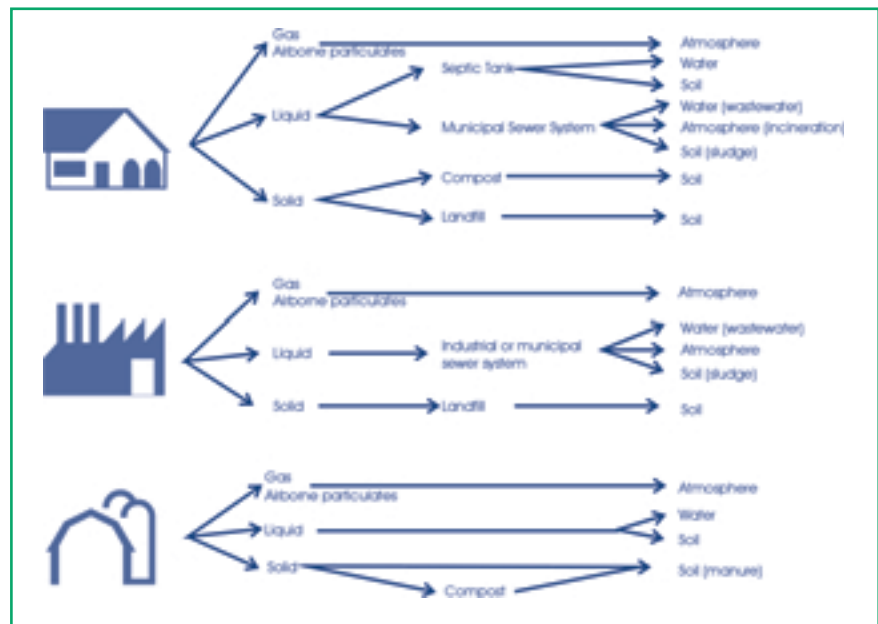 Gas
Airborne particulates
Atmosphere
Septic Tank
Water
Soil
Liquid
Municipal Sewer System
Water (wastewater)
Atmosphere (incineration)
Soil (sludge)
Solid
Compost
Soil
Landfill
Soil
Gas
Airborne particulates
Atmosphere
Liquid
Industrial or municipal
sewer system
Water (wastewater)
Atmosphere
Soil (sludge)
Solid
Landfill
Soil
Gas
Airborne particulates
Atmosphere
Liquid
Water
Soil
Solid
Compost
Soil (manure)